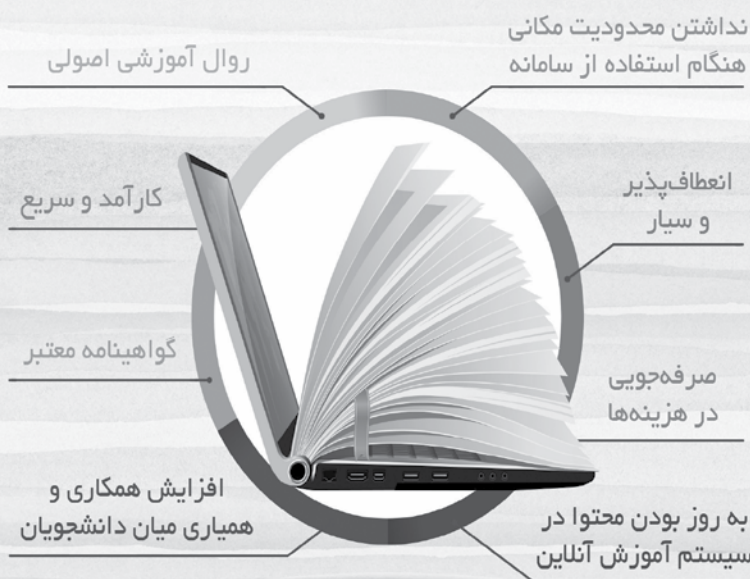 نداشتن محدودیت مکانی
هنگام استفاده از سامانه
روال آموزشی اصولی
انعطاف‌پذیر
و سیار
کارآمد و سریع
صرفه‌جویی
در هزینه‌ها
گواهینامه معتبر
به روز بودن محتوا در
سیستم آموزش آنلاین
افزایش همکاری و
همیاری میان دانشجویان